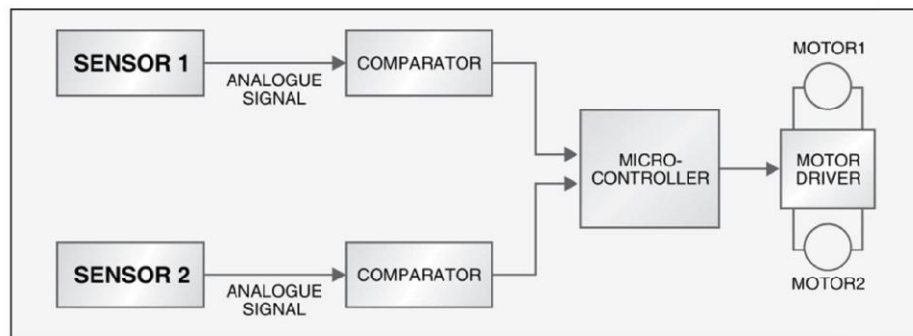 SENSOR 1
ANALOGUE
SIGNAL
COMPARATOR
SENSOR 2
ANALOGUE
SIGNAL
COMPARATOR
MICRO-
CONTROLLER
MOTOR1
MOTOR
DRIVER
MOTOR2